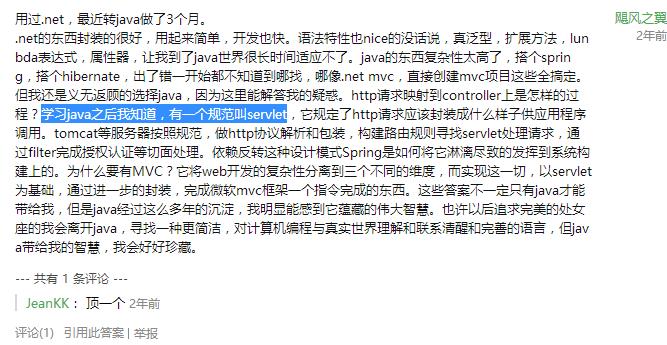 用过.net，最近转java做了3个月。
飓风之翼
2年前
.net的东西封装的很好，用起来简单，开发也快。语法特性也nice的没话说，真泛型，扩展方法，lun
bda表达式，属性器，让我到了java世界很长时间适应不了。java的东西复杂性太高了，搭个sprin
g，搭个hibernate，出了错一开始都不知道到哪找，哪像.net mvc，直接创建mvc项目这些全搞定。
但我还是义无返顾的选择java，因为这里能解答我的疑惑。http请求映射到controller上是怎样的过
程？学习java之后我知道，有一个规范叫servlet，它规定了http请求应该封装成什么样子供应用程序
调用。tomcat等服务器按照规范，做http协议解析和包装，构建路由规则寻找servlet处理请求，通
过filter完成授权认证等切面处理。依赖反转这种设计模式Spring是如何将它淋漓尽致的发挥到系统构
建上的。为什么要有MVC？它将web开发的复杂性分离到三个不同的维度，而实现这一切，以servlet
为基础，通过进一步的封装，完成微软mvc框架一个指令完成的东西。这些答案不一定只有java才能
带给我，但是java经过这么多年的沉淀，我明显能感到它蕴藏的伟大智慧。也许以后追求完美的处女
座的我会离开java，寻找一种更简洁，对计算机编程与真实世界理解和联系清醒和完善的语言，但jav
a带给我的智慧，我会好好珍藏。
--- 共有 1 条评论 ---
JeanKK： 顶一个 2年前
评论(1) 引用此答案 | 举报